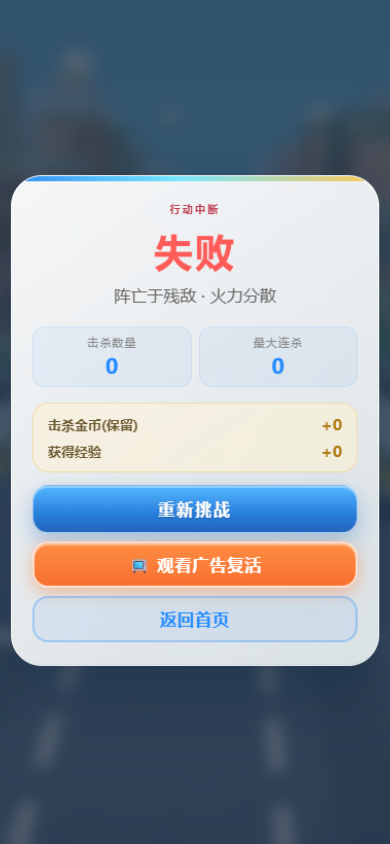 行动中断
失败
阵亡于残敌 · 火力分散
击杀数量
0
最大连杀
0
击杀金币(保留) +0
获得经验 +0
重新挑战
观看广告复活
返回首页